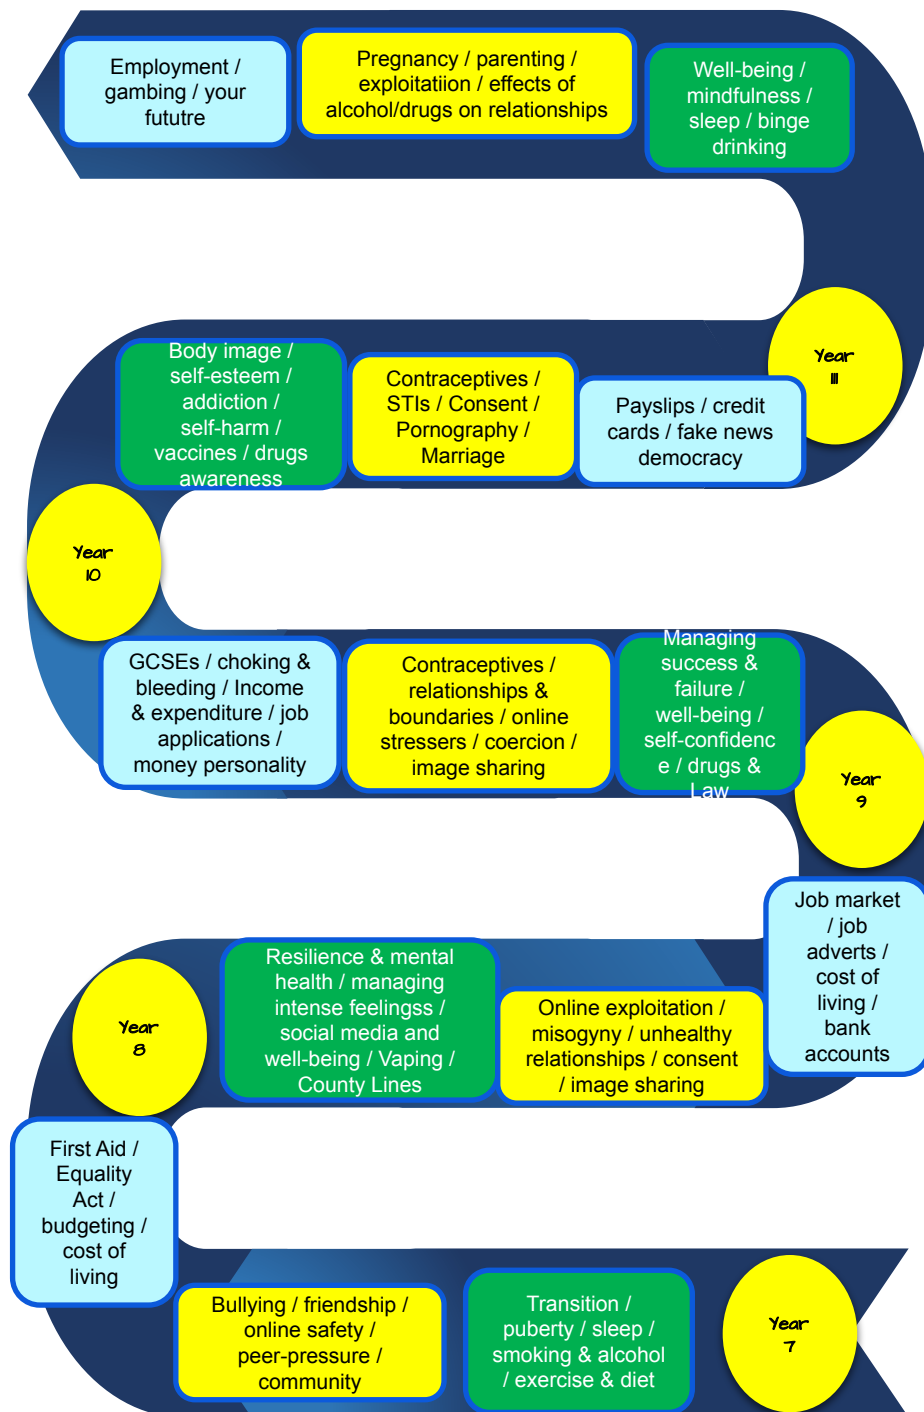 Employment /
gambing / your
fututre
Pregnancy / parenting /
exploitatiion / effects of
alcohol/drugs on relationships
Well-being /
mindfulness /
sleep / binge
drinking
Year
11
Body image /
self-esteem /
addiction /
self-harm /
vaccines / drugs
awareness
Contraceptives /
STIs / Consent /
Pornography /
Marriage
Payslips / credit
cards / fake news
democracy
Year
10
GCSEs / choking &
bleeding / Income
& expenditure / job
applications /
money personality
Contraceptives /
relationships &
boundaries / online
stressers / coercion /
image sharing
Managing
success &
failure /
well-being /
self-confidenc
e / drugs &
Law
Year
9
Job market
/ job
adverts /
cost of
living /
bank
accounts
Resilience & mental
health / managing
intense feelingss /
social media and
well-being / Vaping /
County Lines
Online exploitation /
misogyny / unhealthy
relationships / consent
/ image sharing
Year
8
First Aid /
Equality
Act /
budgeting /
cost of
living
Bullying / friendship /
online safety /
peer-pressure /
community
Transition /
puberty / sleep /
smoking & alcohol
/ exercise & diet
Year
7